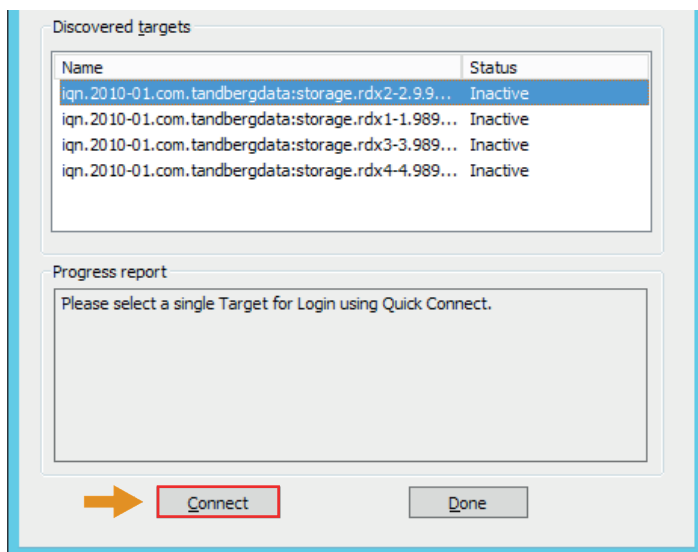 Discovered targets
Name Status
iqn.2010-01.com.tandbergdata:storage.rdx2-2.9.9... Inactive
iqn.2010-01.com.tandbergdata:storage.rdx1-1.989... Inactive
iqn.2010-01.com.tandbergdata:storage.rdx3-3.989... Inactive
iqn.2010-01.com.tandbergdata:storage.rdx4-4.989... Inactive
Progress report
Please select a single Target for Login using Quick Connect.
Connect Done